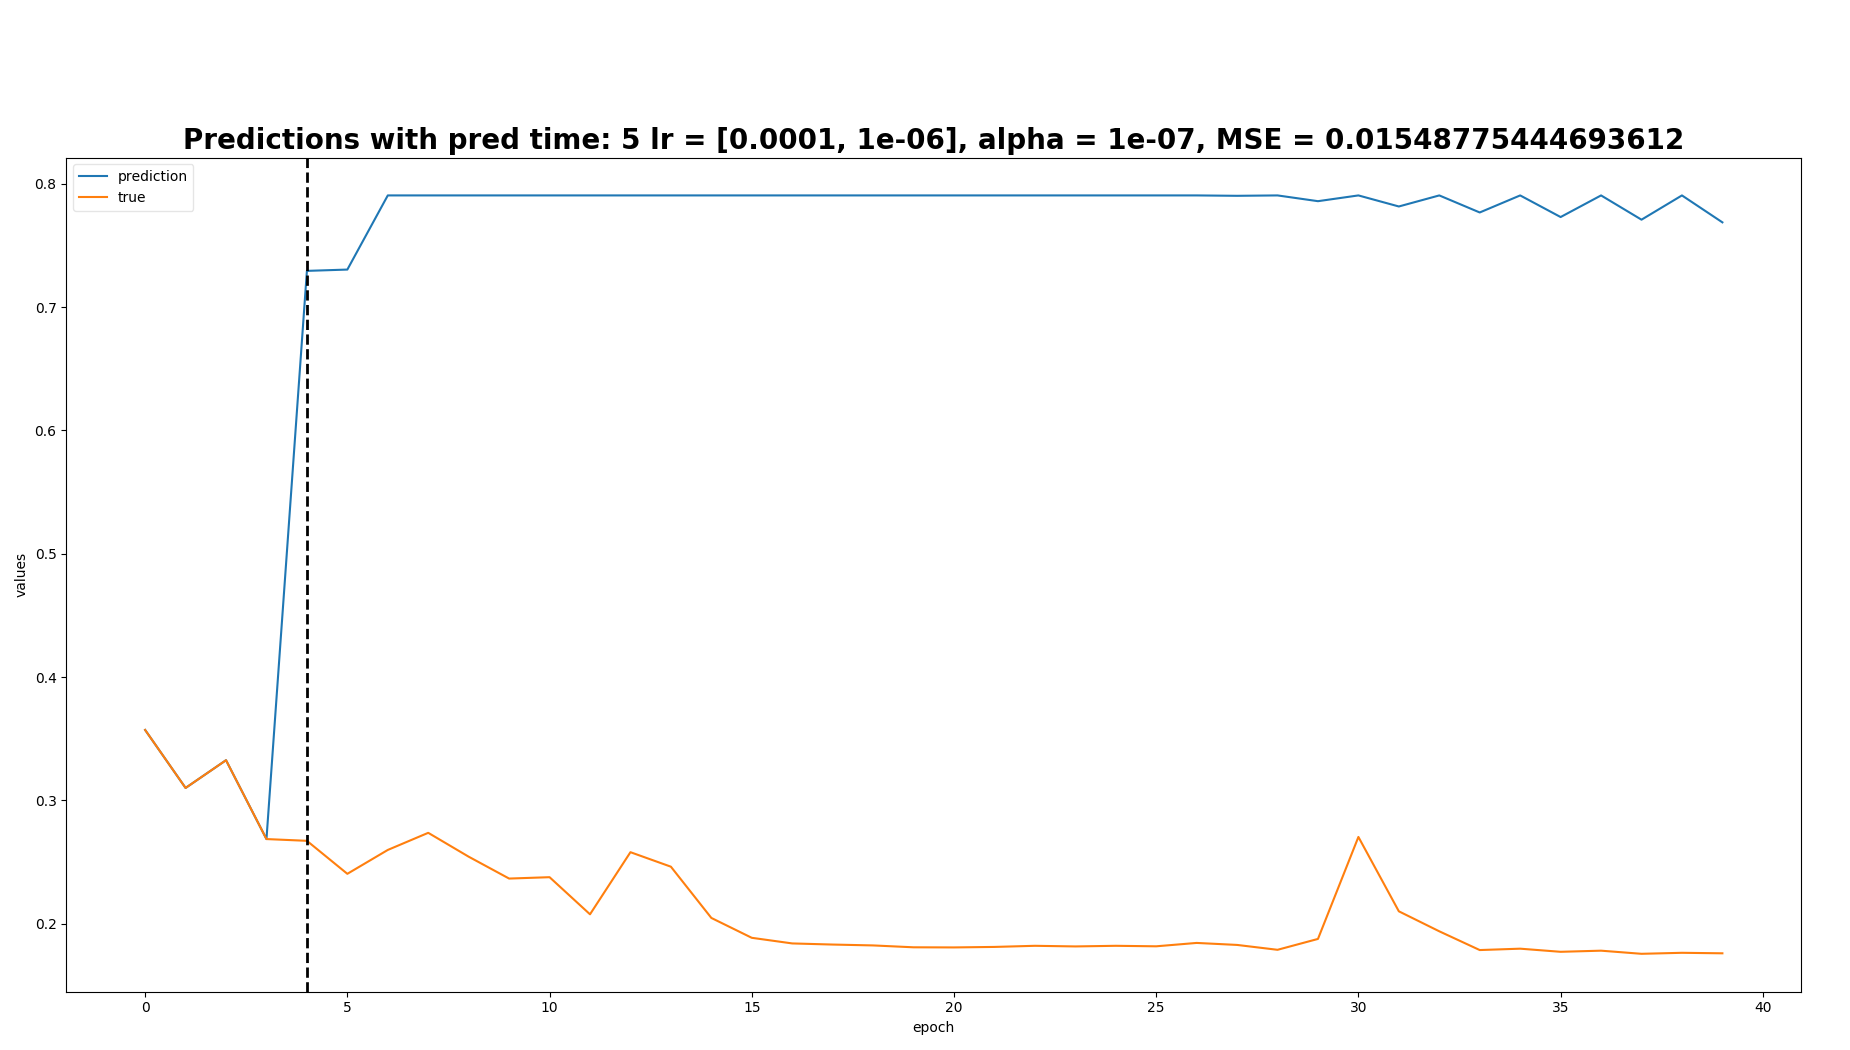 Predictions with pred time: 5 lr = [0.0001, 1e-06], alpha = 1e-07, MSE = 0.01548775444693612
prediction
true
0.8
0.7
0.6
0.5
0.4
0.3
0.2
values
0 5 10 15 20 25 30 35 40
epoch